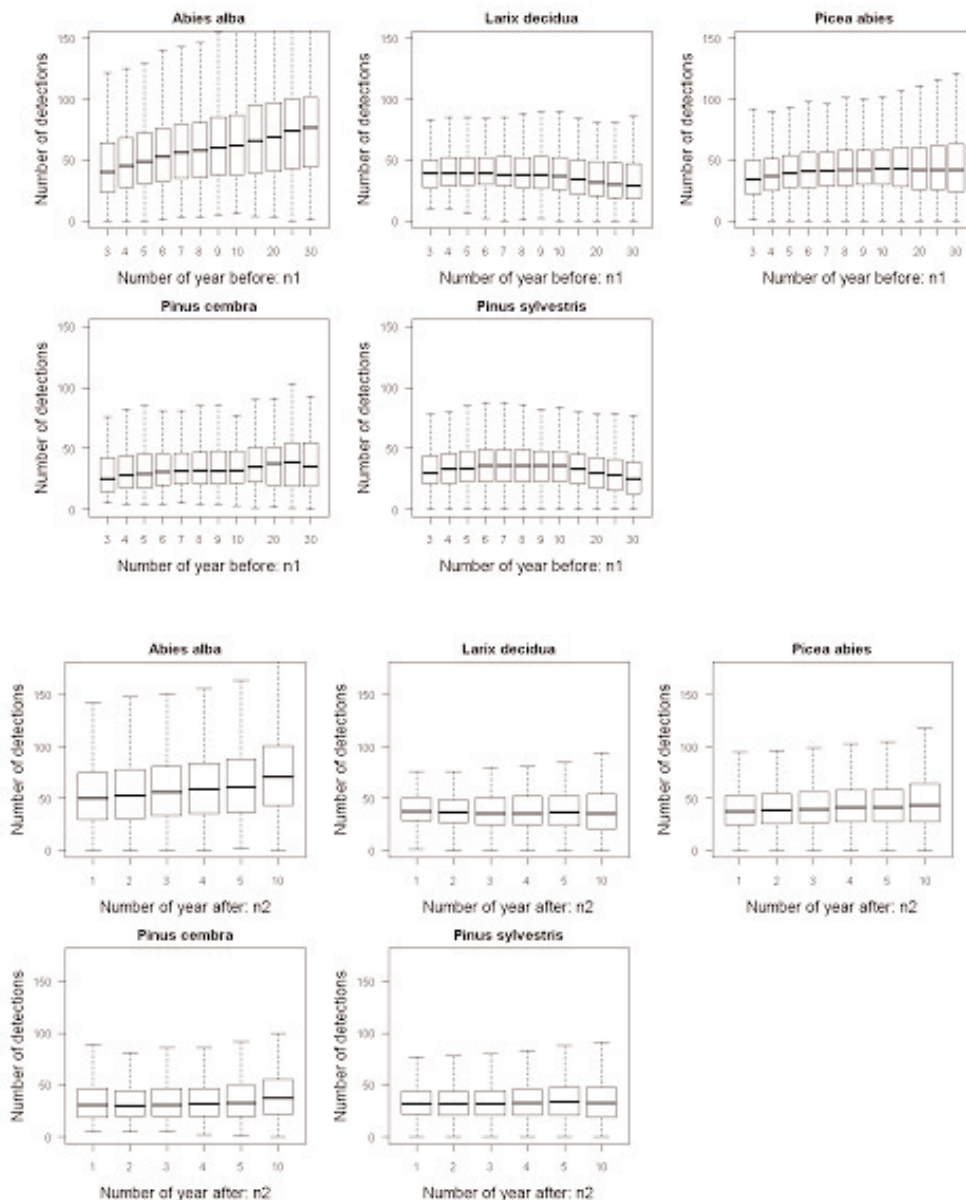 Abies alba
Number of detections
150
100
50
0
3 4 5 6 7 8 9 10 20 30
Number of year before: n1
Larix decidua
Number of detections
150
100
50
0
3 4 5 6 7 8 9 10 20 30
Number of year before: n1
Picea abies
Number of detections
150
100
50
0
3 4 5 6 7 8 9 10 20 30
Number of year before: n1
Pinus cembra
Number of detections
150
100
50
0
3 4 5 6 7 8 9 10 20 30
Number of year before: n1
Pinus sylvestris
Number of detections
150
100
50
0
3 4 5 6 7 8 9 10 20 30
Number of year before: n1
Abies alba
Number of detections
150
100
50
0
1 2 3 4 5 10
Number of year after: n2
Larix decidua
Number of detections
150
100
50
0
1 2 3 4 5 10
Number of year after: n2
Picea abies
Number of detections
150
100
50
0
1 2 3 4 5 10
Number of year after: n2
Pinus cembra
Number of detections
150
100
50
0
1 2 3 4 5 10
Number of year after: n2
Pinus sylvestris
Number of detections
150
100
50
0
1 2 3 4 5 10
Number of year after: n2